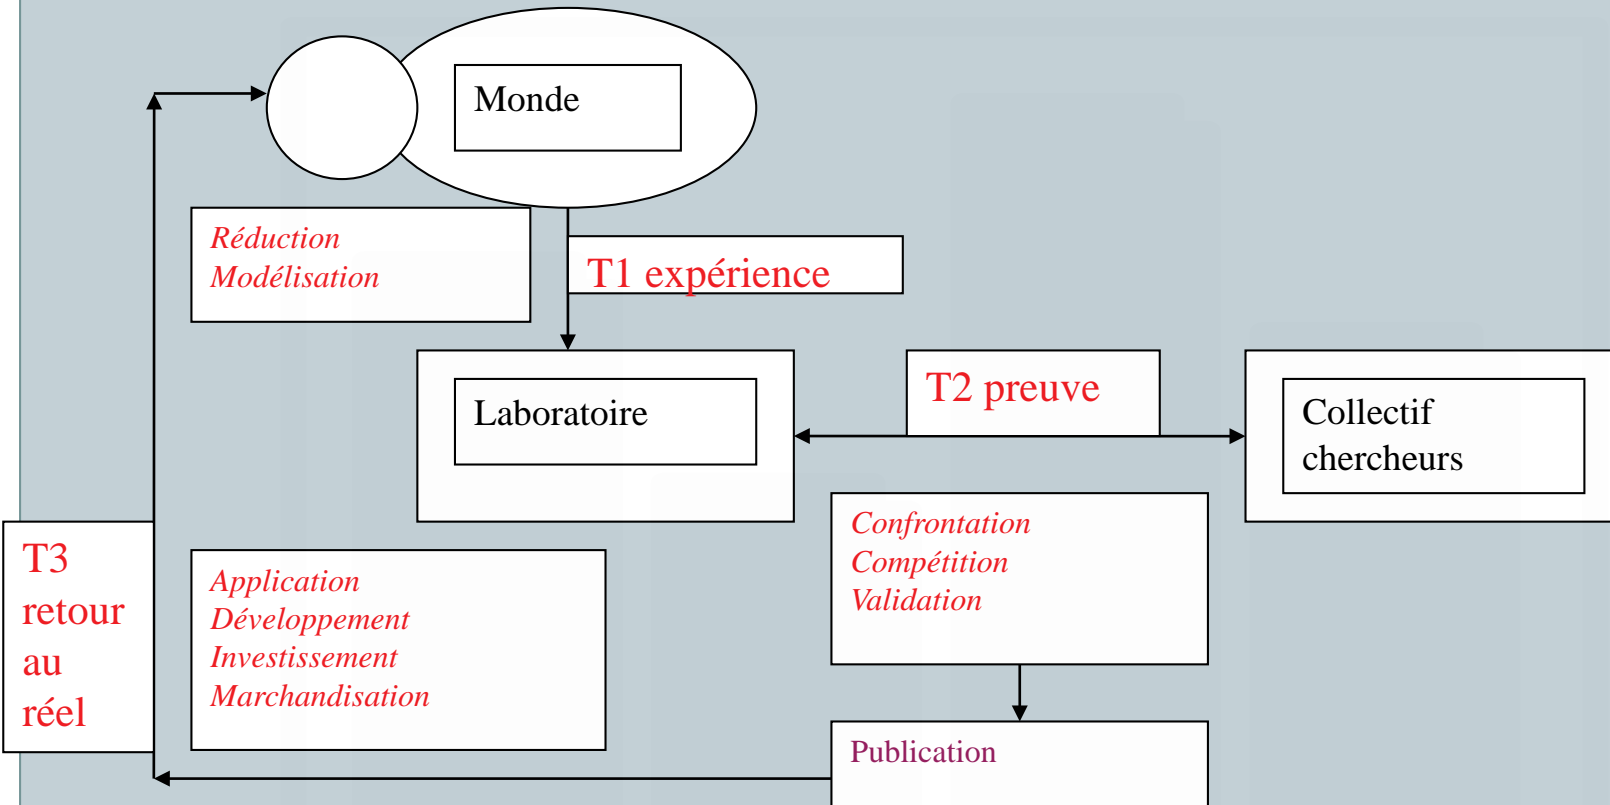 Monde
Réduction
Modélisation
T1 expérience
Laboratoire
T2 preuve
Collectif
chercheurs
Confrontation
Compétition
Validation
T3
retour
au
réel
Application
Développement
Investissement
Marchandisation
Publication